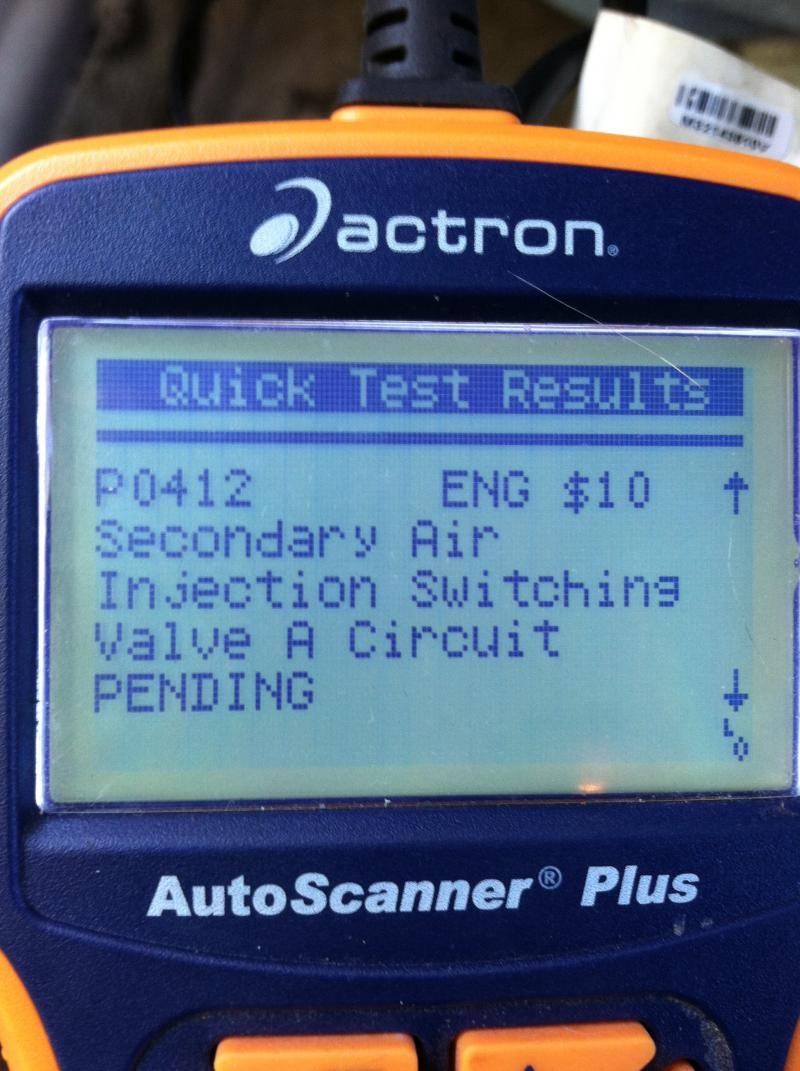 actron®
Quick Test Results
P0412 ENG $10
Secondary Air
Injection Switching
Valve A Circuit
PENDING
AutoScanner® Plus